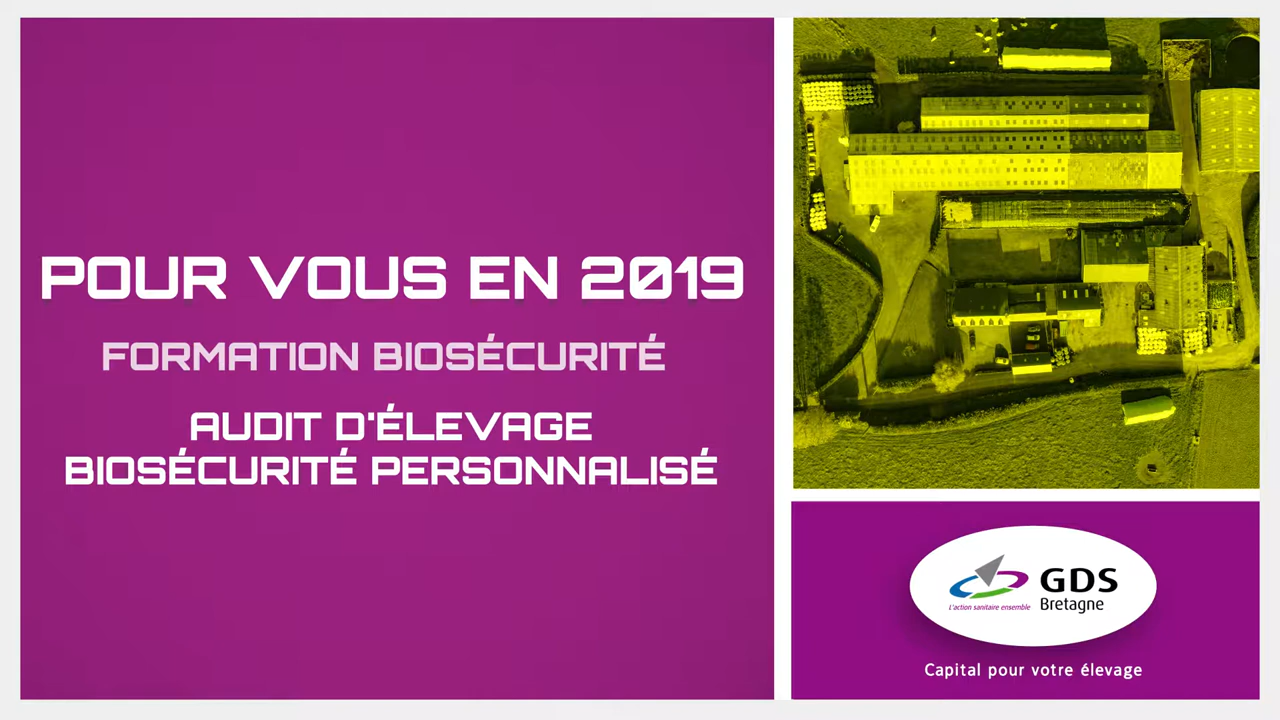 POUR VOUS EN 2019
FORMATION BIOSÉCURITÉ
AUDIT D'ÉLEVAGE
BIOSÉCURITÉ PERSONNALISÉ
GDS
L'action sanitaire ensemble
Bretagne
Capital pour votre élevage